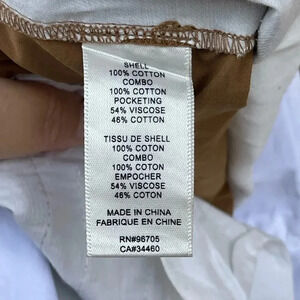 SHELL
100% COTTON
COMBO
100% COTTON
POCKETING
54% VISCOSE
46% COTTON
TISSU DE SHELL
100% COTON
COMBO
100% COTON
EMPOCHER
54% VISCOSE
46% COTON
MADE IN CHINA
FABRIQUE EN CHINE
RN#96705
CA#34460